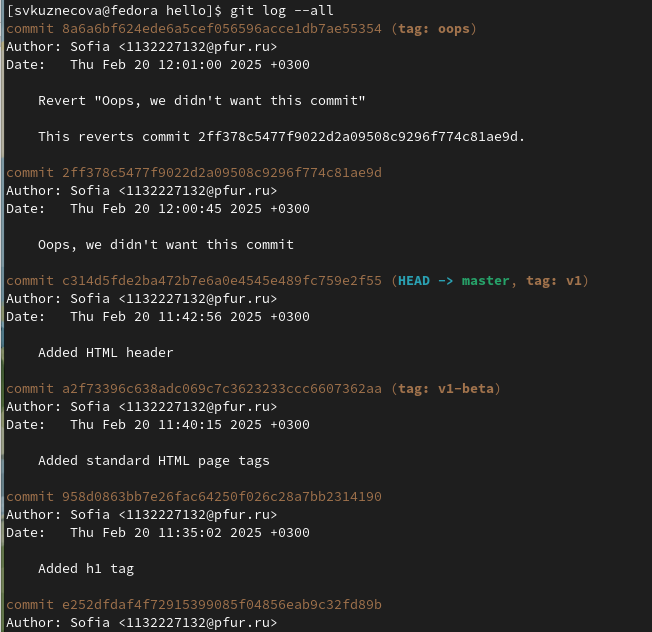 [svkuznecova@fedora hello]$ git log --all
commit 8a6a6bf624ede6a5cef056596acce1db7ae55354 (tag: oops)
Author: Sofia <1132227132@pfur.ru>
Date:   Thu Feb 20 12:01:00 2025 +0300
Revert "Oops, we didn't want this commit"
This reverts commit 2ff378c5477f9022d2a09508c9296f774c81ae9d.
commit 2ff378c5477f9022d2a09508c9296f774c81ae9d
Author: Sofia <1132227132@pfur.ru>
Date:   Thu Feb 20 12:00:45 2025 +0300
Oops, we didn't want this commit
commit c314d5fde2ba472b7e6a0e4545e489fc759e2f55 (HEAD -> master, tag: v1)
Author: Sofia <1132227132@pfur.ru>
Date:   Thu Feb 20 11:42:56 2025 +0300
Added HTML header
commit a2f73396c638adc069c7c3623233ccc6607362aa (tag: v1-beta)
Author: Sofia <1132227132@pfur.ru>
Date:   Thu Feb 20 11:40:15 2025 +0300
Added standard HTML page tags
commit 958d0863bb7e26fac64250f026c28a7bb2314190
Author: Sofia <1132227132@pfur.ru>
Date:   Thu Feb 20 11:35:02 2025 +0300
Added h1 tag
commit e252dfdaf4f72915399085f04856eab9c32fd89b
Author: Sofia <1132227132@pfur.ru>